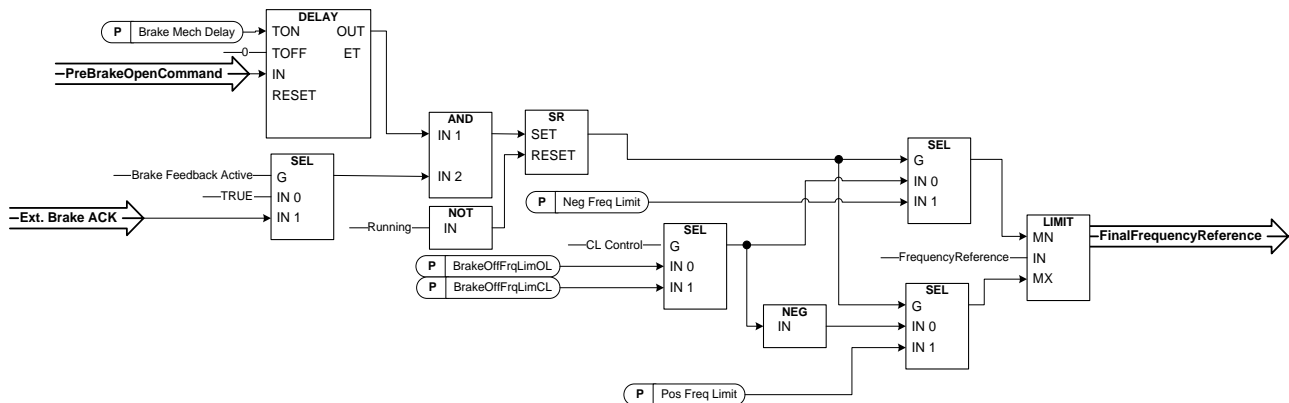 DELAY
P Brake Mech Delay
TON OUT
0 TOFF ET
PreBrakeOpenCommand
IN
RESET
AND
IN 1
IN 2
SR
SET
RESET
SEL
Brake Feedback Active
G
TRUE
IN 0
Ext. Brake ACK
IN 1
NOT
Running
IN
SEL
G
IN 0
IN 1
P Neg Freq Limit
SEL
CL Control
G
P BrakeOffFrqLimOL
IN 0
P BrakeOffFrqLimCL
IN 1
LIMIT
MN
FinalFrequencyReference
FrequencyReference
IN
MX
NEG
IN
SEL
G
IN 0
IN 1
P Pos Freq Limit